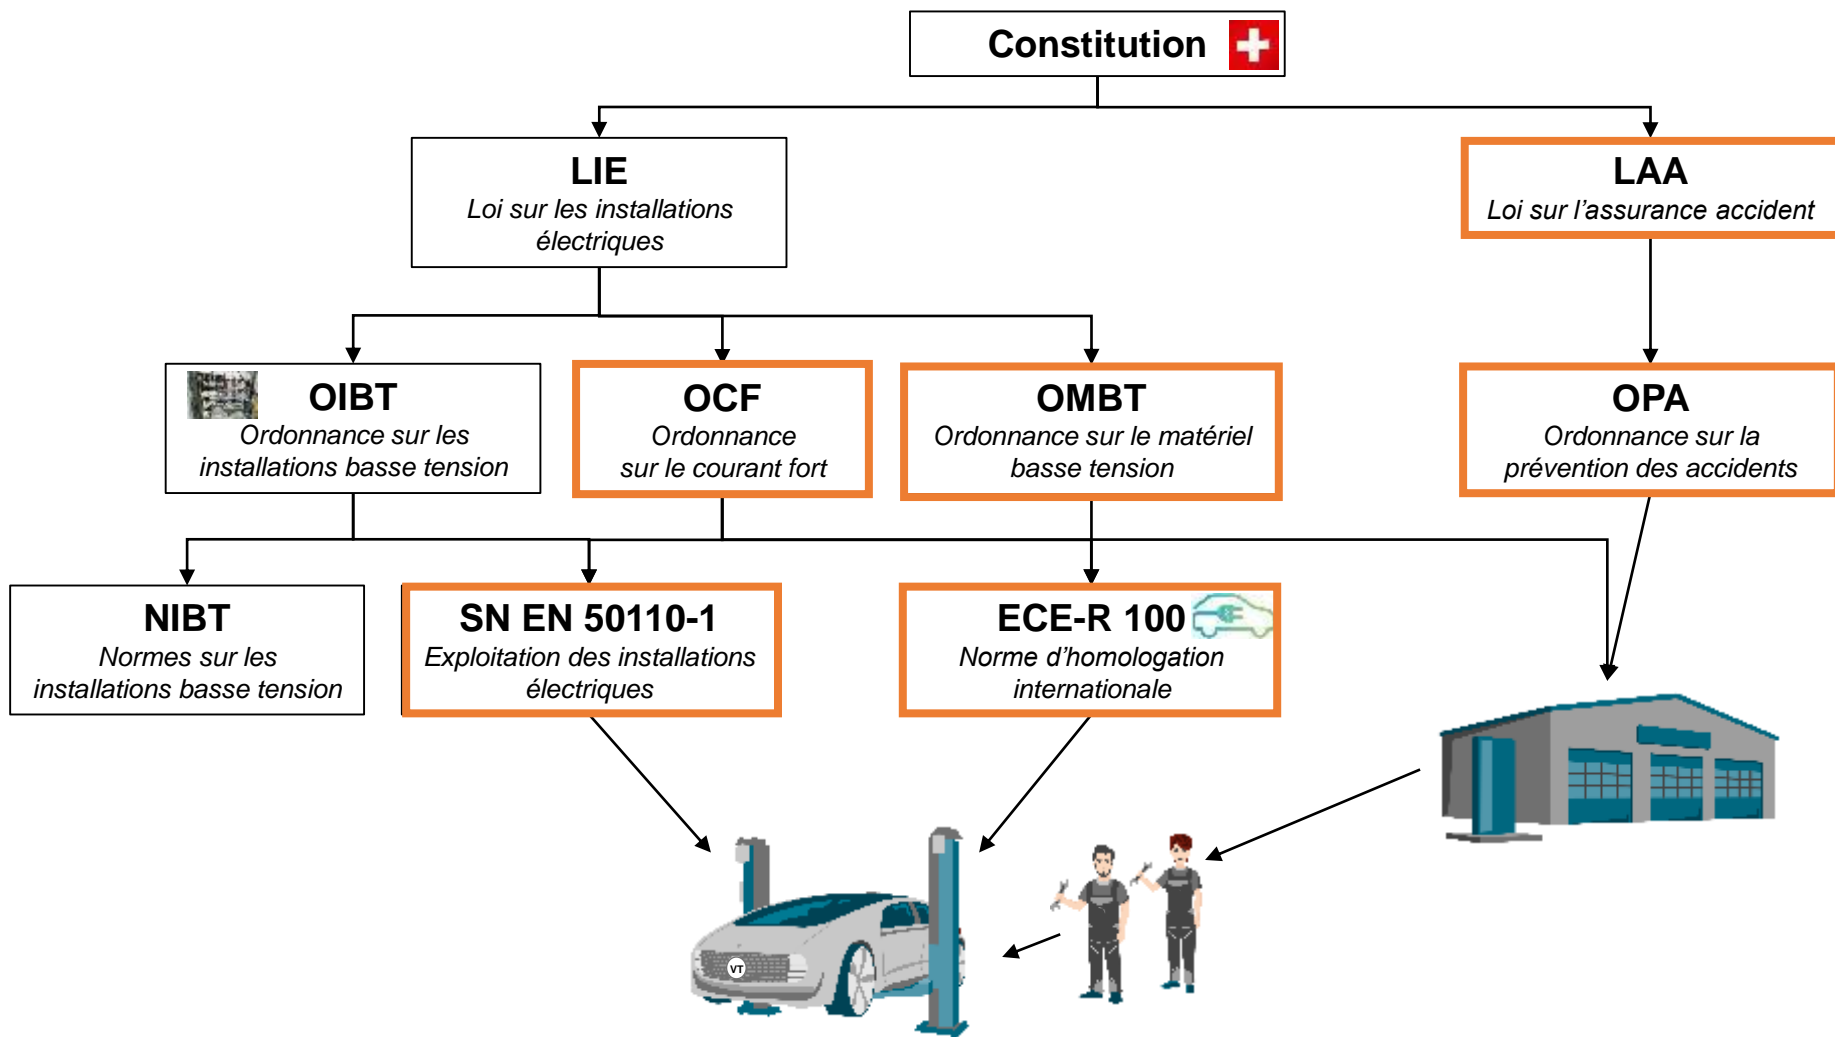 Constitution
LIE
Loi sur les installations
électriques
LAA
Loi sur l’assurance accident
OIBT
Ordonnance sur les
installations basse tension
OCF
Ordonnance
sur le courant fort
OMBT
Ordonnance sur le matériel
basse tension
OPA
Ordonnance sur la
prévention des accidents
NIBT
Normes sur les
installations basse tension
SN EN 50110-1
Exploitation des installations
électriques
ECE-R 100
Norme d’homologation
internationale
VT